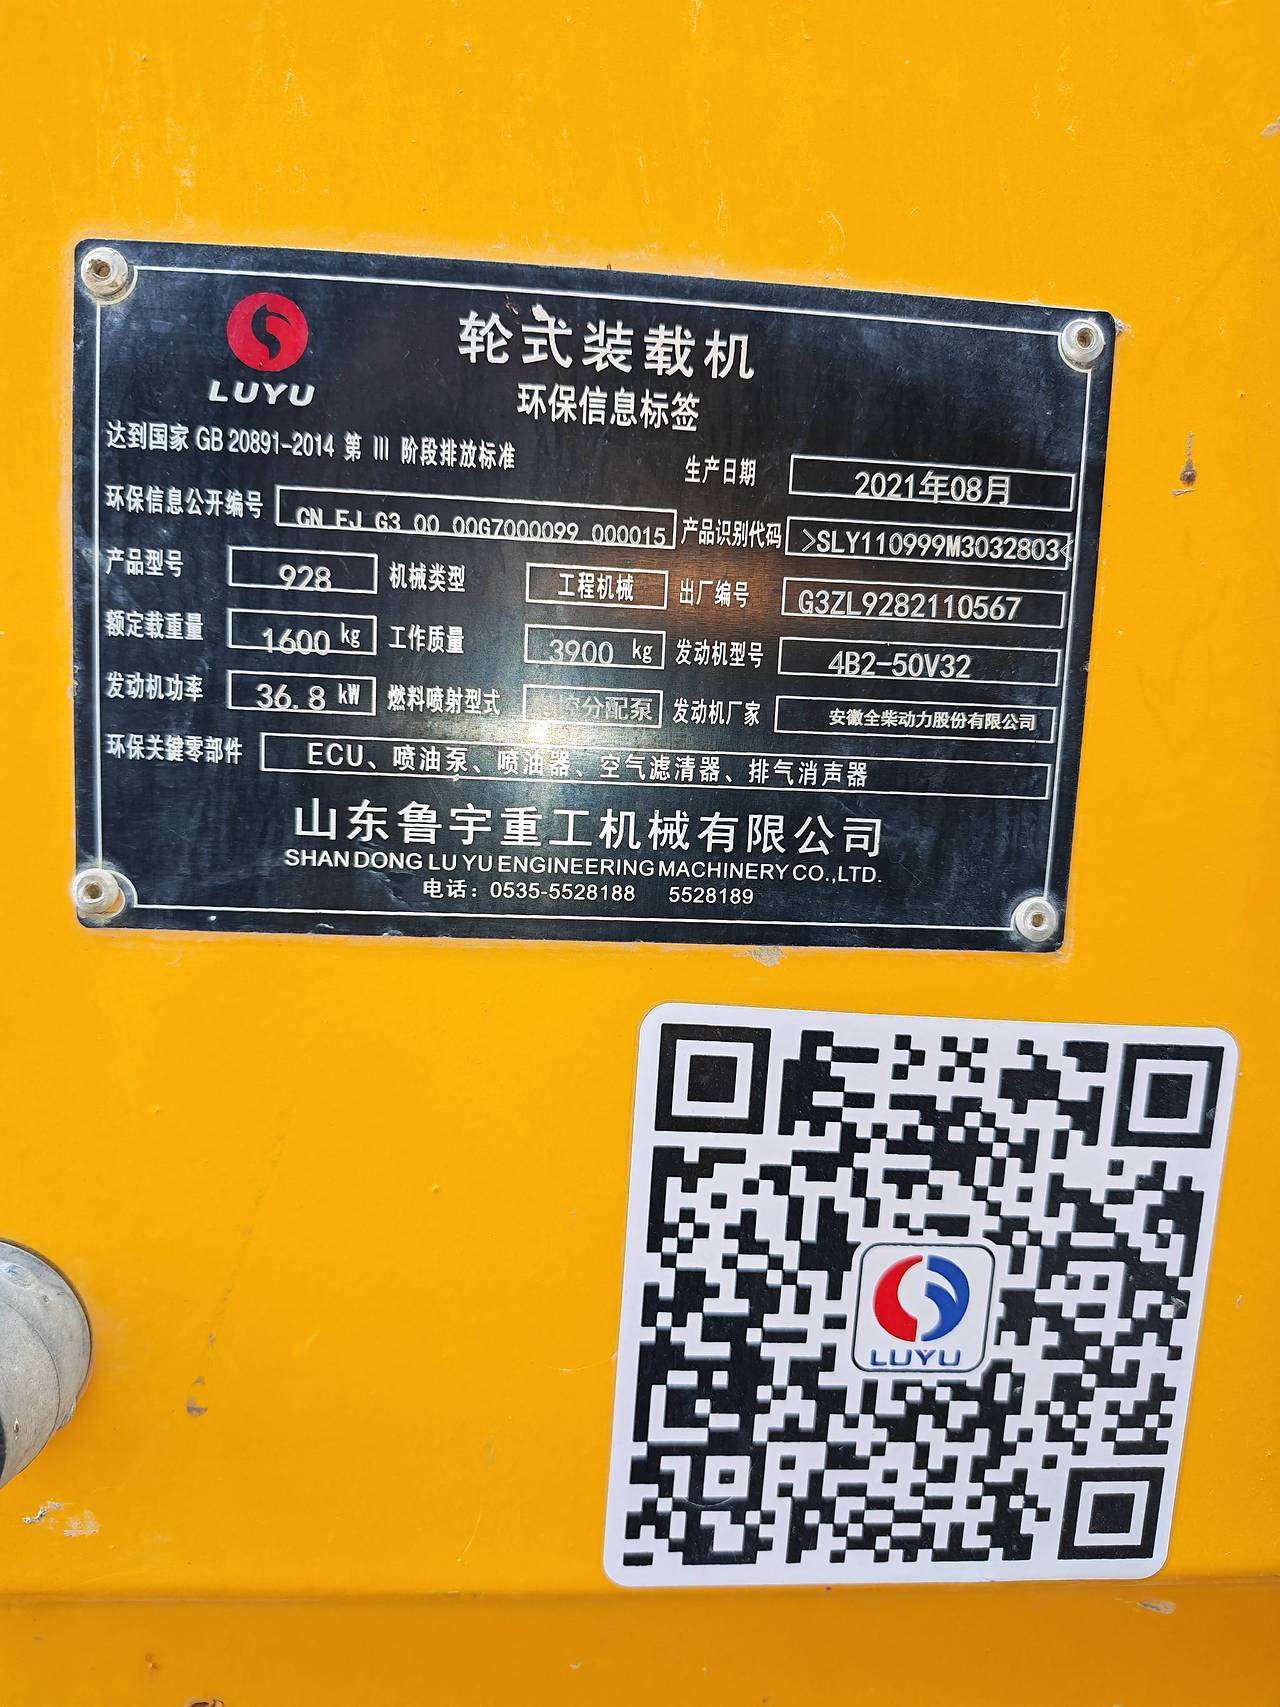 LUYU
轮式装载机
环保信息标签
达到国家 GB 20891-2014 第 III 阶段排放标准
生产日期 2021年08月
环保信息公开编号 CN FJ G3 00 00G7000099 000015 产品识别代码 >SLY110999M3032803<
产品型号 928 机械类型 工程机械 出厂编号 G3ZL9282110567
额定载重量 1600 kg 工作质量 3900 kg 发动机型号 4B2-50V32
发动机功率 36.8 kW 燃料喷射型式 控分配泵 发动机厂家 安徽全柴动力股份有限公司
环保关键零部件 ECU、喷油泵、喷油器、空气滤清器、排气消声器
山东鲁宇重工机械有限公司
SHAN DONG LU YU ENGINEERING MACHINERY CO.,LTD.
电话：0535-5528188 5528189
LUYU